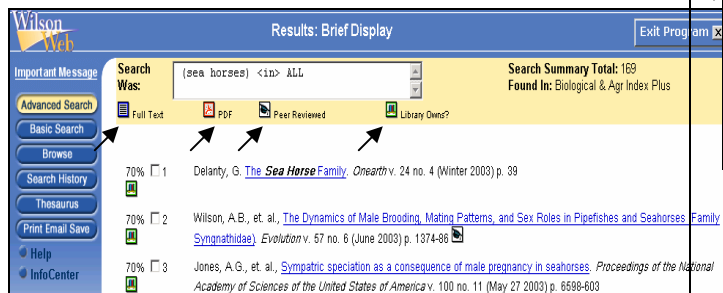 Wilson
Web
Results: Brief Display
Exit Program x
Important Message
Search
Was:
(sea horses) <in> ALL
Search Summary Total: 169
Found In: Biological & Agr Index Plus
Advanced Search
Full Text
PDF
Peer Reviewed
Library Owns?
Basic Search
Browse
Search History
Thesaurus
Print Email Save
Help
InfoCenter
70% 1
Delanty, G. The Sea Horse Family. Onearth v. 24 no. 4 (Winter 2003) p. 39
70% 2
Wilson, A.B., et. al., The Dynamics of Male Brooding, Mating Patterns, and Sex Roles in Pipefishes and Seahorses Family
Syngnathidae). Evolution v. 57 no. 6 (June 2003) p. 1374-86
70% 3
Jones, A.G., et. al., Sympatric speciation as a consequence of male pregnancy in seahorses. Proceedings of the National
Academy of Sciences of the United States of America v. 100 no. 11 (May 27 2003) p. 6598-603